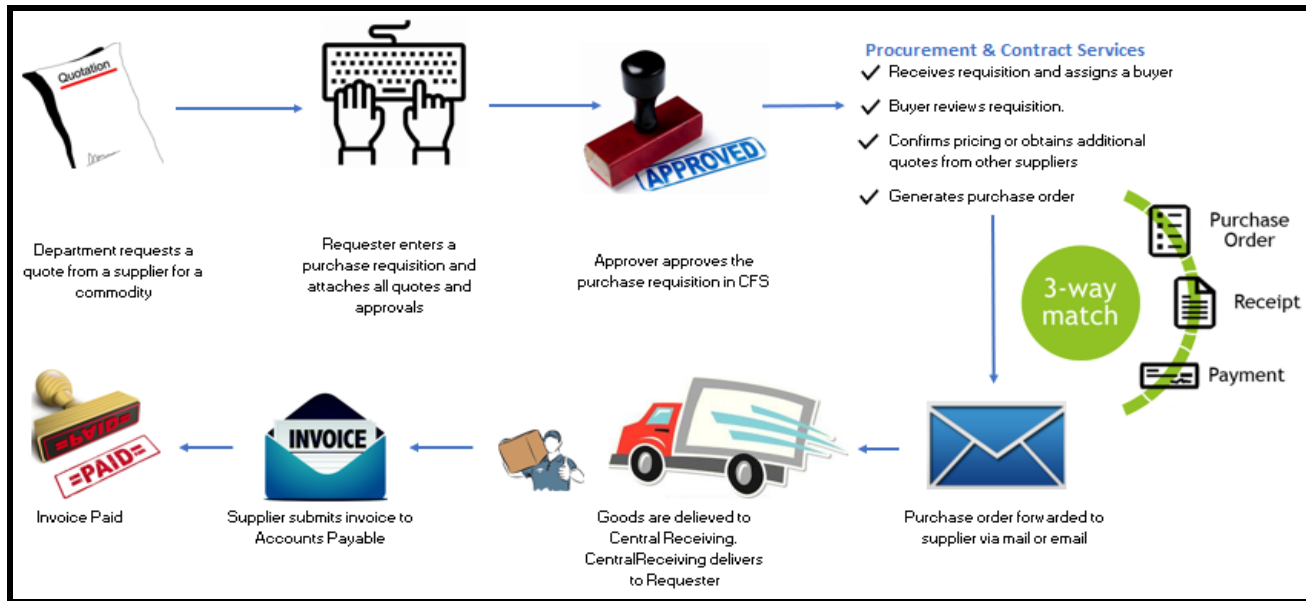 Quotation
APPROVED
Procurement & Contract Services
Receives requisition and assigns a buyer
Buyer reviews requisition.
Confirms pricing or obtains additional
quotes from other suppliers
Generates purchase order
Department requests a
quote from a supplier for a
commodity
Requester enters a
purchase requisition and
attaches all quotes and
approvals
Approver approves the
purchase requisition in CFS
3-way
match
Purchase
Order
Receipt
Payment
=PAID=
=PAID=
Invoice Paid
INVOICE
Supplier submits invoice to
Accounts Payable
Goods are delieved to
Central Receiving.
CentralReceiving delivers
to Requester
Purchase order forwarded to
supplier via mail or email